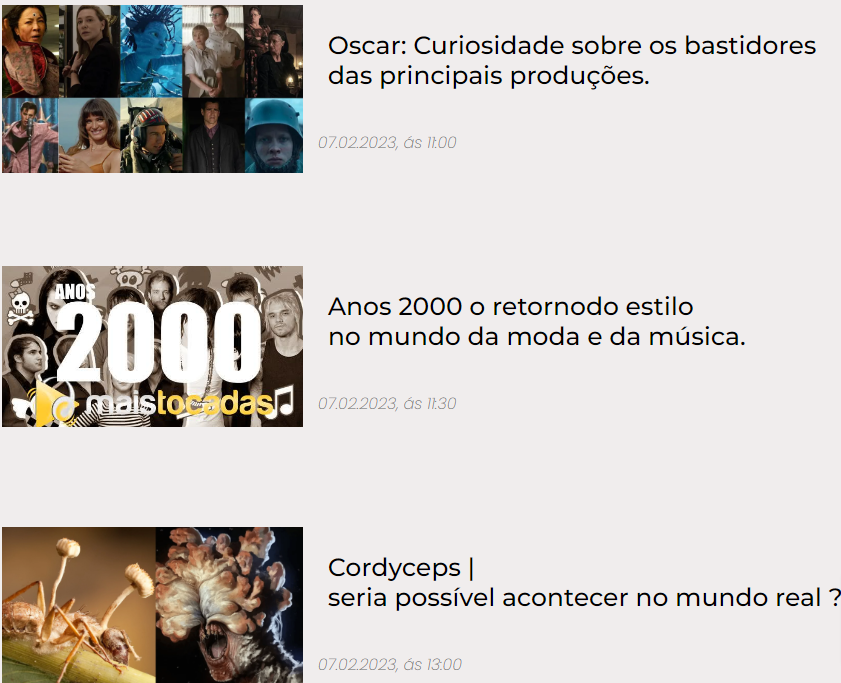 Oscar: Curiosidade sobre os bastidores
das principais produções.
07.02.2023, ás 11:00
ANOS
2000
maistocadas
Anos 2000 o retornodo estilo
no mundo da moda e da música.
07.02.2023, ás 11:30
Cordyceps |
seria possível acontecer no mundo real ?
07.02.2023, ás 13:00